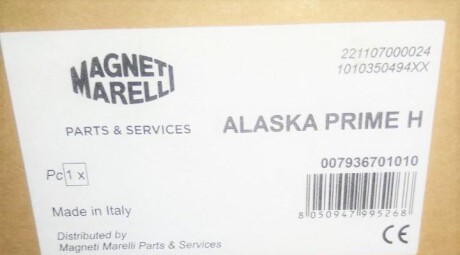 221107000024
1010350494XX
MAGNETI
MARELLI
PARTS & SERVICES
ALASKA PRIME H
007936701010
Pc 1 x
8 050947 995268
Made in Italy
CE
Distributed by
Magneti Marelli Parts & Services